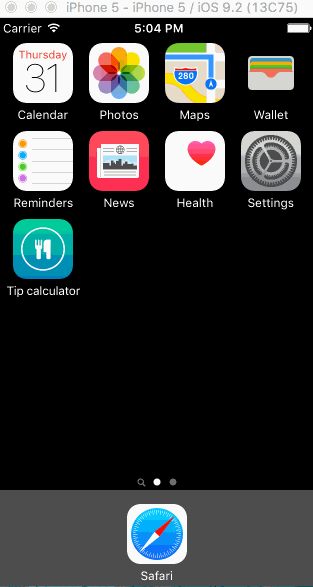 iPhone 5 - iPhone 5 / iOS 9.2 (13C75)
Carrier 5:04 PM
Thursday
31
280
Calendar Photos Maps Wallet
Reminders News Health Settings
Tip calculator
Safari